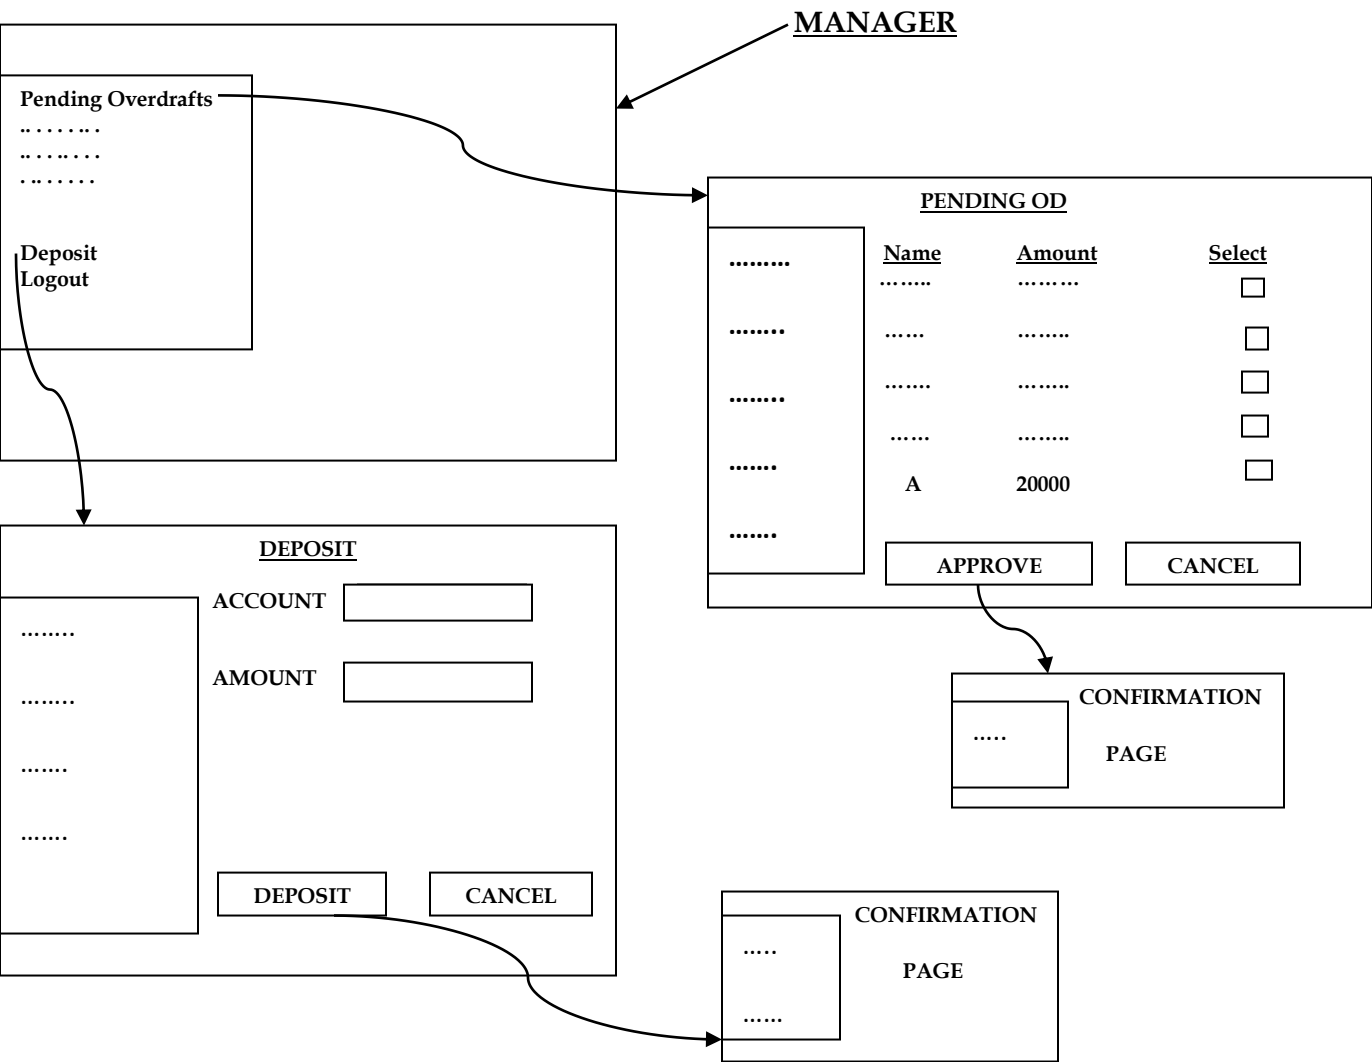 MANAGER
Pending Overdrafts
.. . . . . .. .
.. . . .. . . .
. .. . . . . .
Deposit
Logout
PENDING OD
Name Amount Select
…….. ………
…… ……..
……. ……..
…… ……..
A 20000
………
……..
……..
…….
…….
APPROVE CANCEL
CONFIRMATION
PAGE
…..
DEPOSIT
ACCOUNT
AMOUNT
……..
……..
…….
…….
DEPOSIT CANCEL
CONFIRMATION
PAGE
…..
……